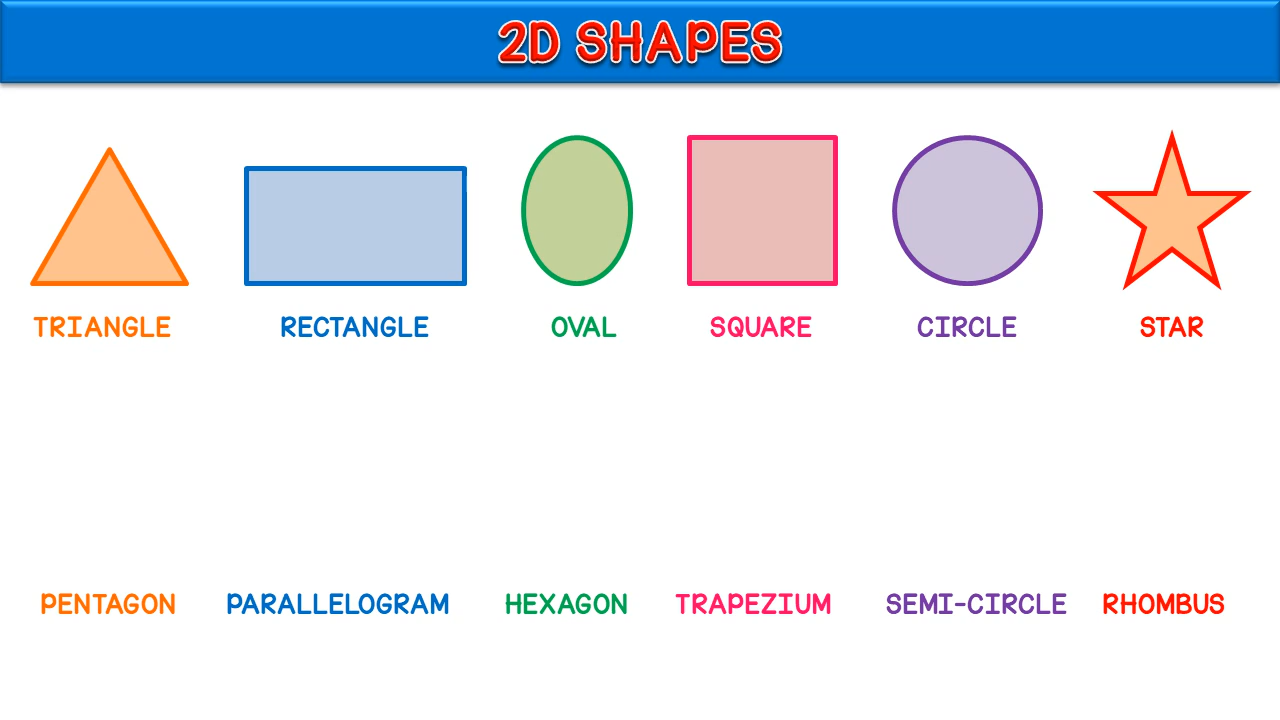 2D SHAPES
TRIANGLE RECTANGLE OVAL SQUARE CIRCLE STAR
PENTAGON PARALLELOGRAM HEXAGON TRAPEZIUM SEMI-CIRCLE RHOMBUS